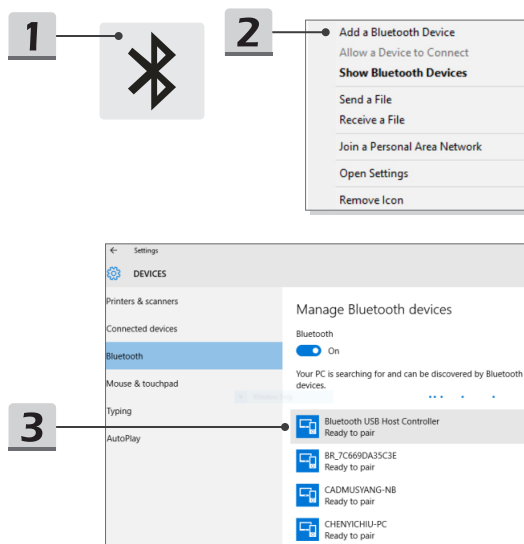 1
2
Add a Bluetooth Device
Allow a Device to Connect
Show Bluetooth Devices
Send a File
Receive a File
Join a Personal Area Network
Open Settings
Remove Icon
Settings
DEVICES
Printers & scanners
Connected devices
Bluetooth
Mouse & touchpad
Typing
AutoPlay
Manage Bluetooth devices
Bluetooth
On
Your PC is searching for and can be discovered by Bluetooth
devices.
3
Bluetooth USB Host Controller
Ready to pair
BR_7C669DA35C3E
Ready to pair
CADMUSYANG-NB
Ready to pair
CHENYICHIU-PC
Ready to pair